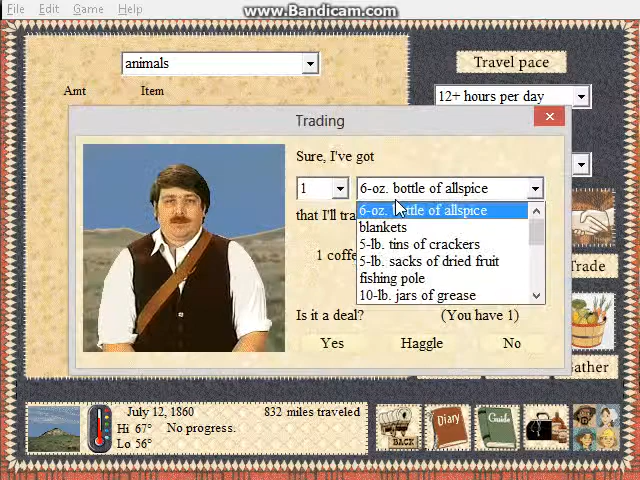 File Edit Game Help
www.Bandicam.com
animals
Travel pace
Amt Item
12+ hours per day
Trading
Sure, I've got
1 6-oz. bottle of allspice
6-oz. bottle of allspice
that I'll tra
blankets
5-lb. tins of crackers
1 coffe
5-lb. sacks of dried fruit
fishing pole
10-lb. jars of grease
Trade
Is it a deal? (You have 1)
Yes Haggle No
ather
July 12, 1860 832 miles traveled
Hi 67° No progress.
Lo 56°
BACK
Diary
Guide